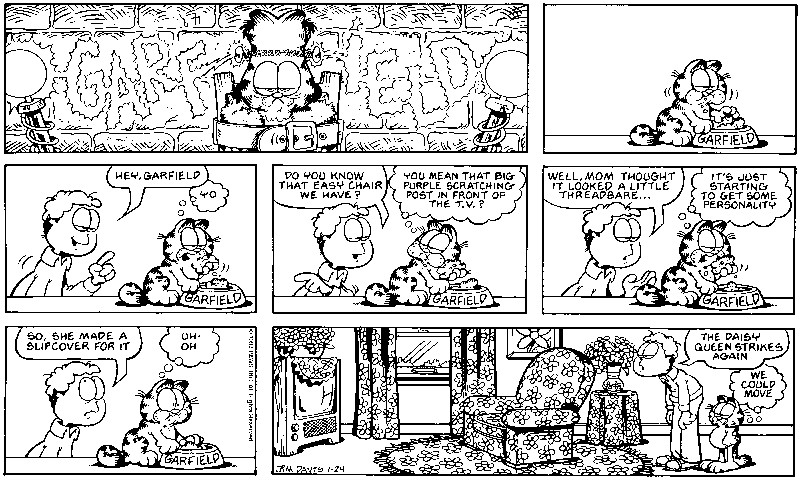 GARFIELD
GARFIELD
HEY, GARFIELD
YO
GARFIELD
DO YOU KNOW
THAT EASY CHAIR
WE HAVE?
YOU MEAN THAT BIG
PURPLE SCRATCHING
POST IN FRONT OF
THE T.V.?
GARFIELD
WELL, MOM THOUGHT
IT LOOKED A LITTLE
THREADBARE...
IT'S JUST
STARTING
TO GET SOME
PERSONALITY
GARFIELD
SO, SHE MADE A
SLIPCOVER FOR IT
UH-
OH
GARFIELD
THE DAISY
QUEEN STRIKES
AGAIN
WE
COULD
MOVE
JIM DAVIS 1-24